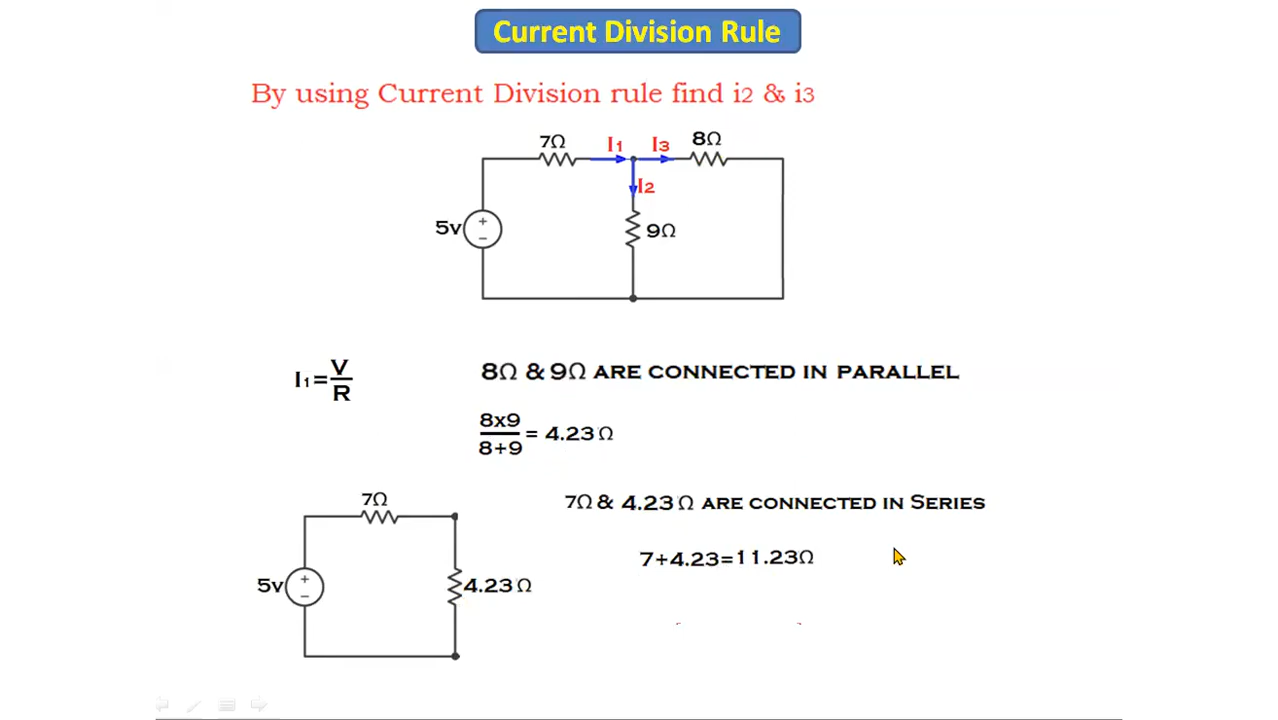 Current Division Rule
By using Current Division rule find i2 & i3
7Ω I1 I3 8Ω
I2
5v + − 9Ω
I1 = V/R
8Ω & 9Ω ARE CONNECTED IN PARALLEL
8x9
8+9 = 4.23Ω
7Ω
7Ω & 4.23Ω ARE CONNECTED IN SERIES
7+4.23=11.23Ω
5v + − 4.23Ω